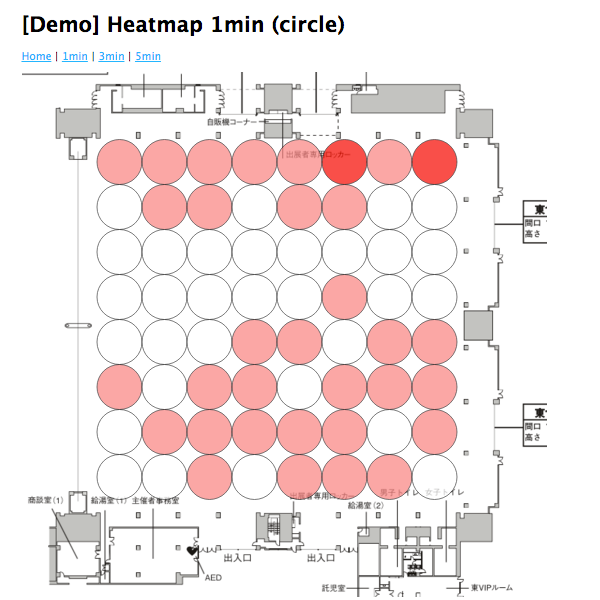 [Demo] Heatmap 1min (circle)
Home | 1min | 3min | 5min
自販機コーナー
出展者専用ロッカー
東
間口
高さ
東
間口
高さ
商談室(1) 給湯室(1) 主催者事務室
出展者専用ロッカー
男子トイレ 女子トイレ
給湯室(2)
出入口 出入口
AED
託児室
東VIPルーム